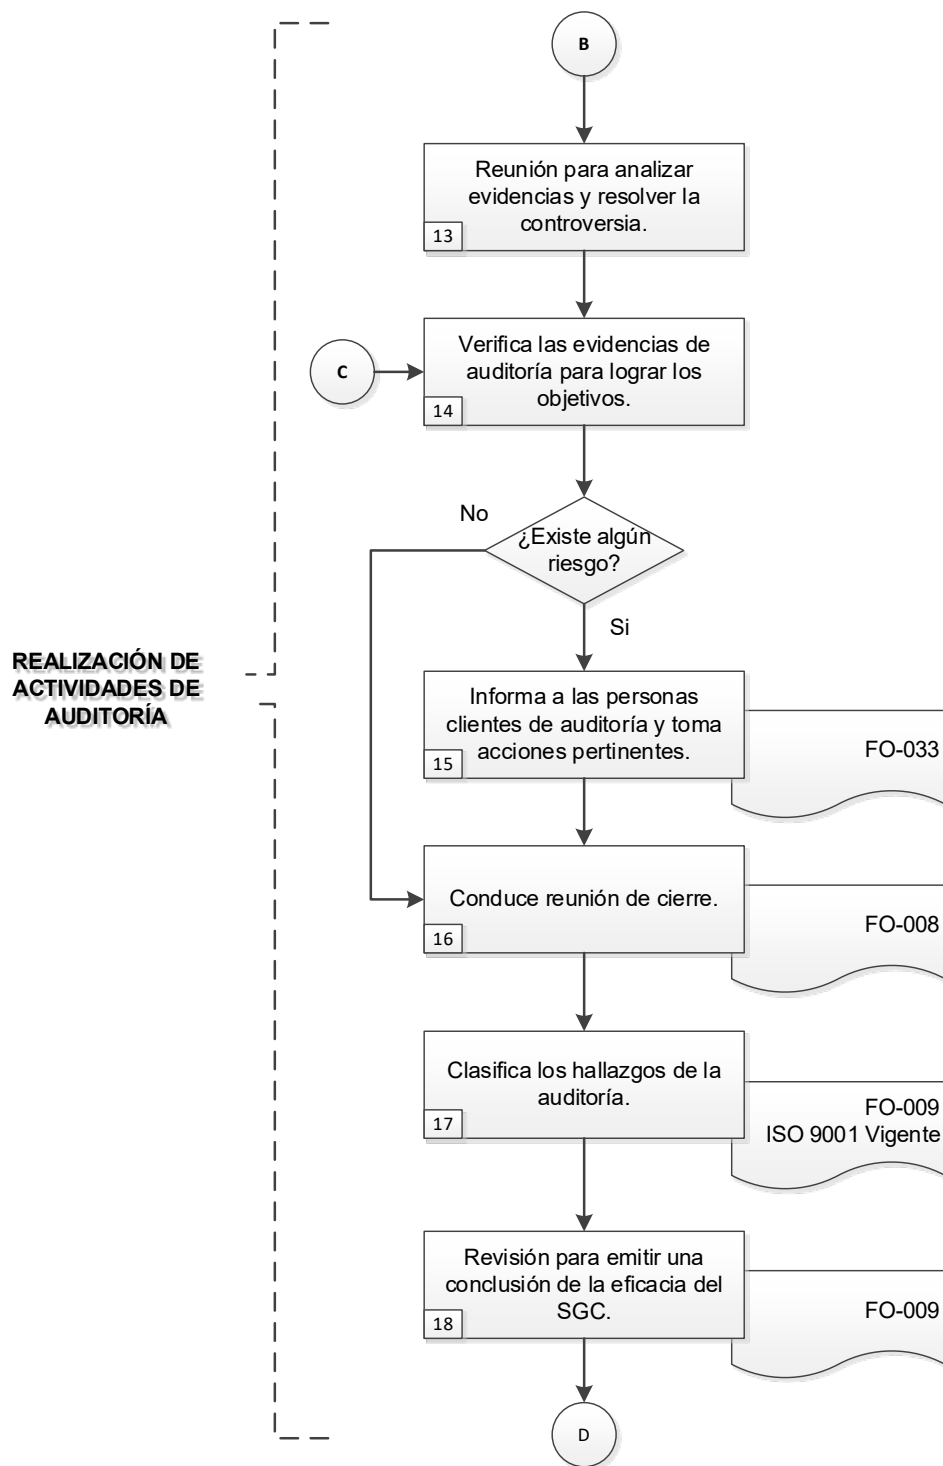 B
Reunión para analizar
evidencias y resolver la
controversia.
13
C
Verifica las evidencias de
auditoría para lograr los
objetivos.
14
No
¿Existe algún
riesgo?
Si
REALIZACIÓN DE
ACTIVIDADES DE
AUDITORÍA
Informa a las personas
clientes de auditoría y toma
acciones pertinentes.
15
FO-033
Conduce reunión de cierre.
16
FO-008
Clasifica los hallazgos de la
auditoría.
17
FO-009
ISO 9001 Vigente
Revisión para emitir una
conclusión de la eficacia del
SGC.
18
FO-009
D